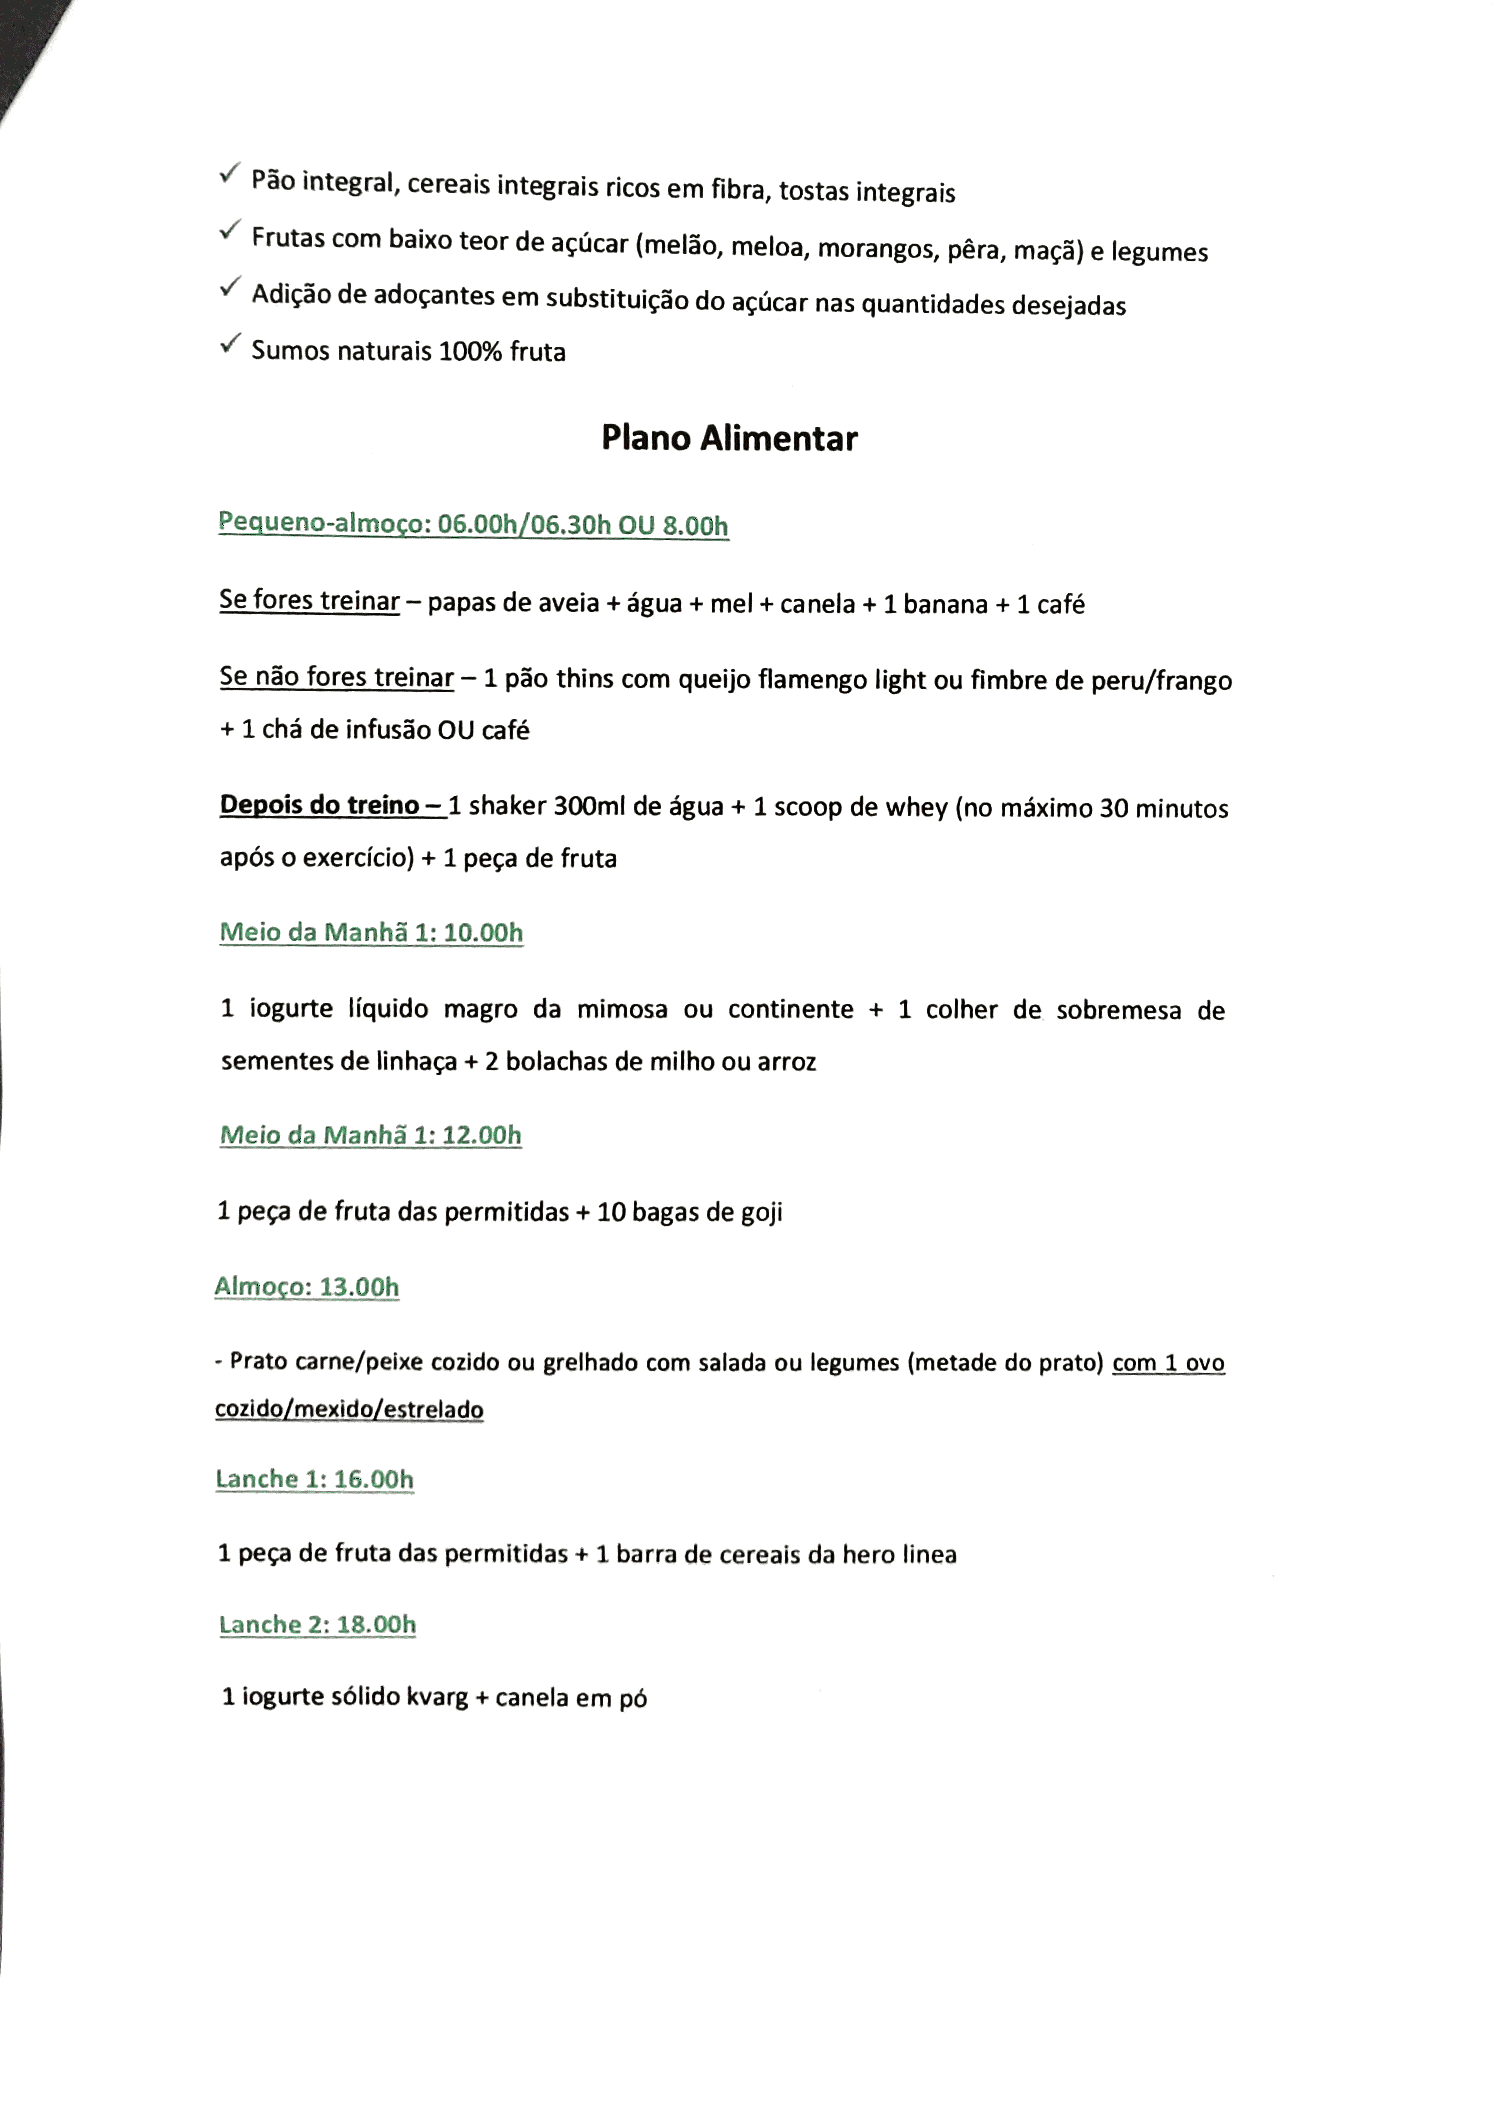 ✓ Pão integral, cereais integrais ricos em fibra, tostas integrais
✓ Frutas com baixo teor de açúcar (melão, meloa, morangos, pêra, maçã) e legumes
✓ Adição de adoçantes em substituição do açúcar nas quantidades desejadas
✓ Sumos naturais 100% fruta
Plano Alimentar
Pequeno-almoço: 06.00h/06.30h OU 8.00h
Se fores treinar – papas de aveia + água + mel + canela + 1 banana + 1 café
Se não fores treinar – 1 pão thins com queijo flamengo light ou fimbre de peru/frango
+ 1 chá de infusão OU café
Depois do treino – 1 shaker 300ml de água + 1 scoop de whey (no máximo 30 minutos
após o exercício) + 1 peça de fruta
Meio da Manhã 1: 10.00h
1 iogurte líquido magro da mimosa ou continente + 1 colher de sobremesa de
sementes de linhaça + 2 bolachas de milho ou arroz
Meio da Manhã 1: 12.00h
1 peça de fruta das permitidas + 10 bagas de goji
Almoço: 13.00h
- Prato carne/peixe cozido ou grelhado com salada ou legumes (metade do prato) com 1 ovo
cozido/mexido/estrelado
Lanche 1: 16.00h
1 peça de fruta das permitidas + 1 barra de cereais da hero linea
Lanche 2: 18.00h
1 iogurte sólido kvarg + canela em pó